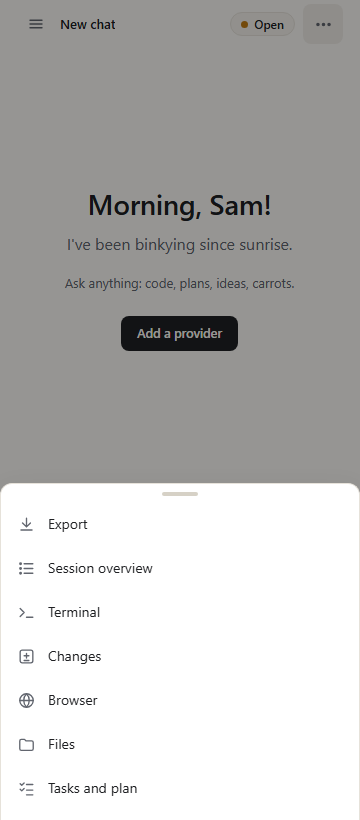 New chat
Open
Morning, Sam!
I've been binkying since sunrise.
Ask anything: code, plans, ideas, carrots.
Add a provider
Export
Session overview
Terminal
Changes
Browser
Files
Tasks and plan